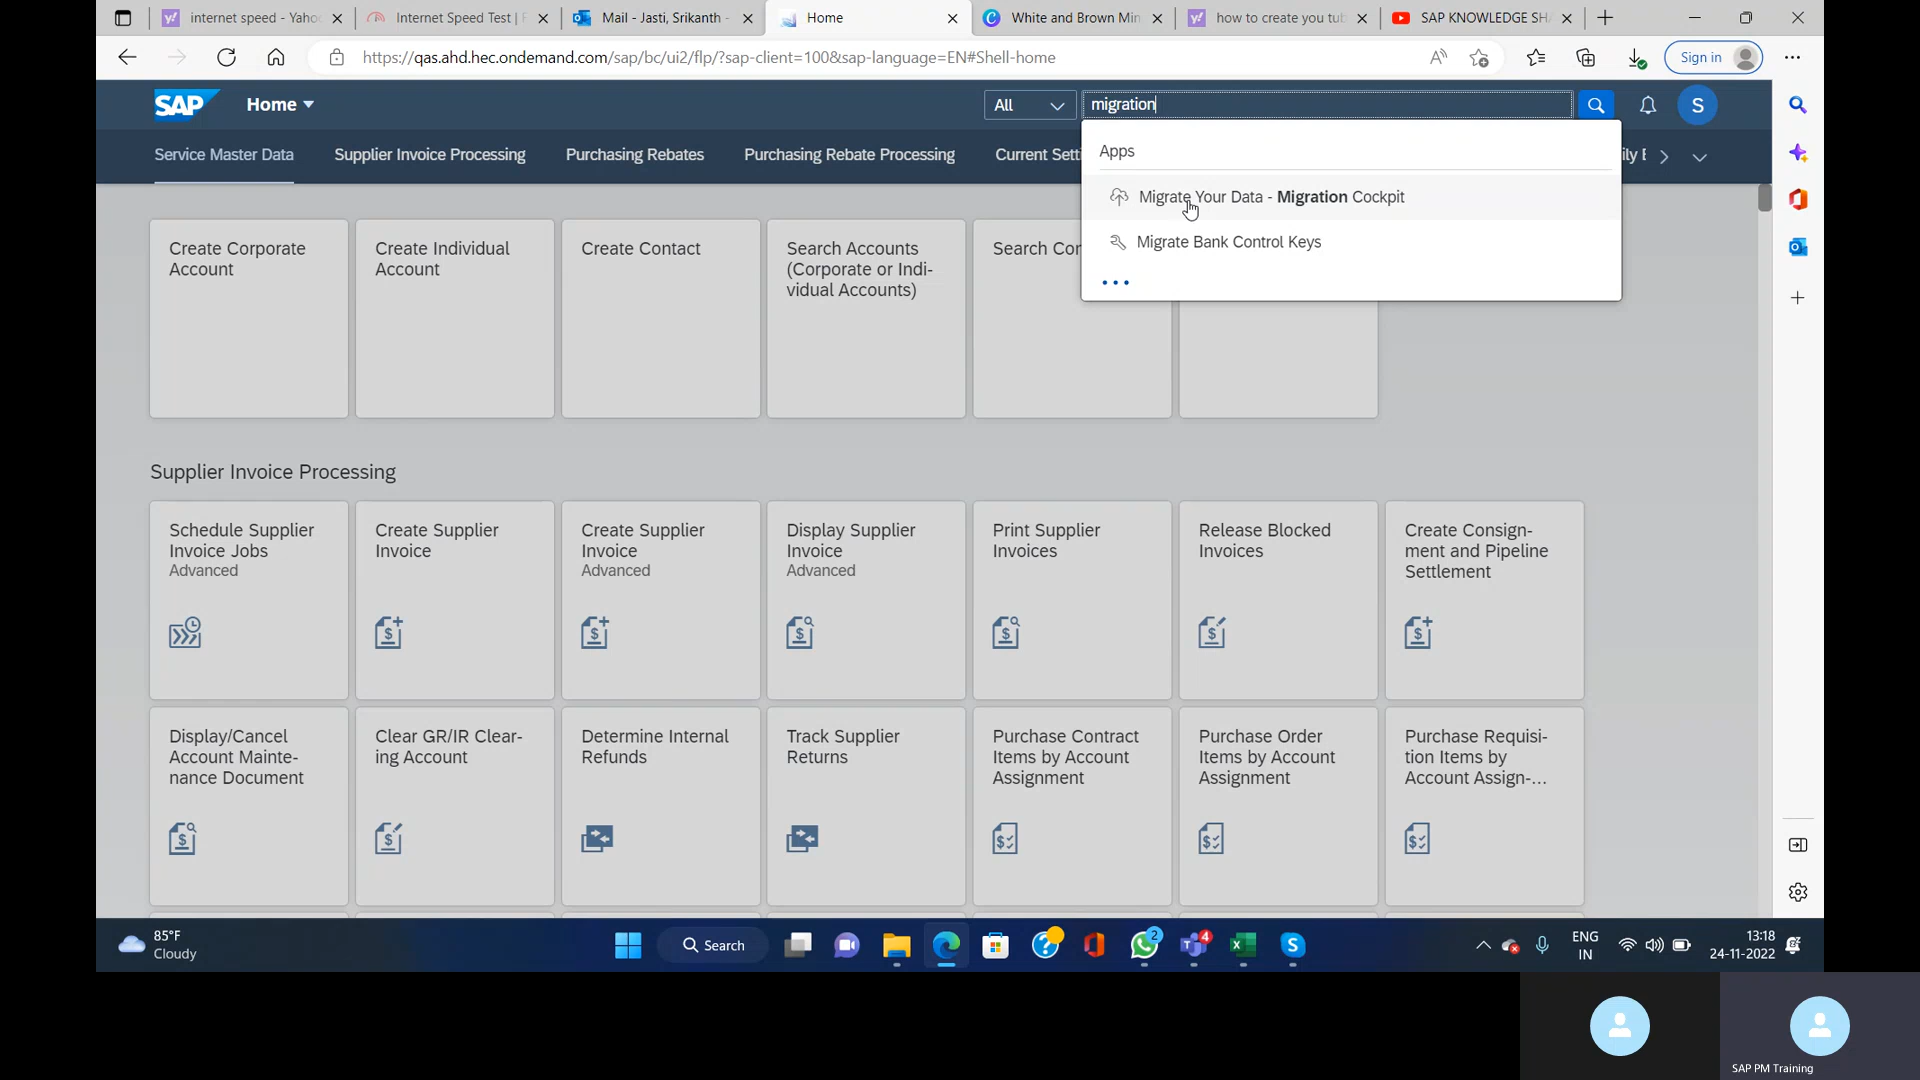 internet speed - Yaho
Internet Speed Test |
Mail - Jasti, Srikanth -
Home
White and Brown Min
how to create you tub
SAP KNOWLEDGE SH
https://qas.ahd.hec.ondemand.com/sap/bc/ui2/flp/?sap-client=100&sap-language=EN#Shell-home
Sign in
SAP
Home
All
migration
S
Service Master Data
Supplier Invoice Processing
Purchasing Rebates
Purchasing Rebate Processing
Current Setti
ily E
Apps
Migrate Your Data - Migration Cockpit
Migrate Bank Control Keys
Create Corporate
Account
Create Individual
Account
Create Contact
Search Accounts
(Corporate or Indi-
vidual Accounts)
Search Cor
Supplier Invoice Processing
Schedule Supplier
Invoice Jobs
Advanced
Create Supplier
Invoice
Create Supplier
Invoice
Advanced
Display Supplier
Invoice
Advanced
Print Supplier
Invoices
Release Blocked
Invoices
Create Consign-
ment and Pipeline
Settlement
Display/Cancel
Account Mainte-
nance Document
Clear GR/IR Clear-
ing Account
Determine Internal
Refunds
Track Supplier
Returns
Purchase Contract
Items by Account
Assignment
Purchase Order
Items by Account
Assignment
Purchase Requisi-
tion Items by
Account Assign-...
85°F
Cloudy
Search
2
4
ENG
IN
13:18
24-11-2022
SAP PM Training